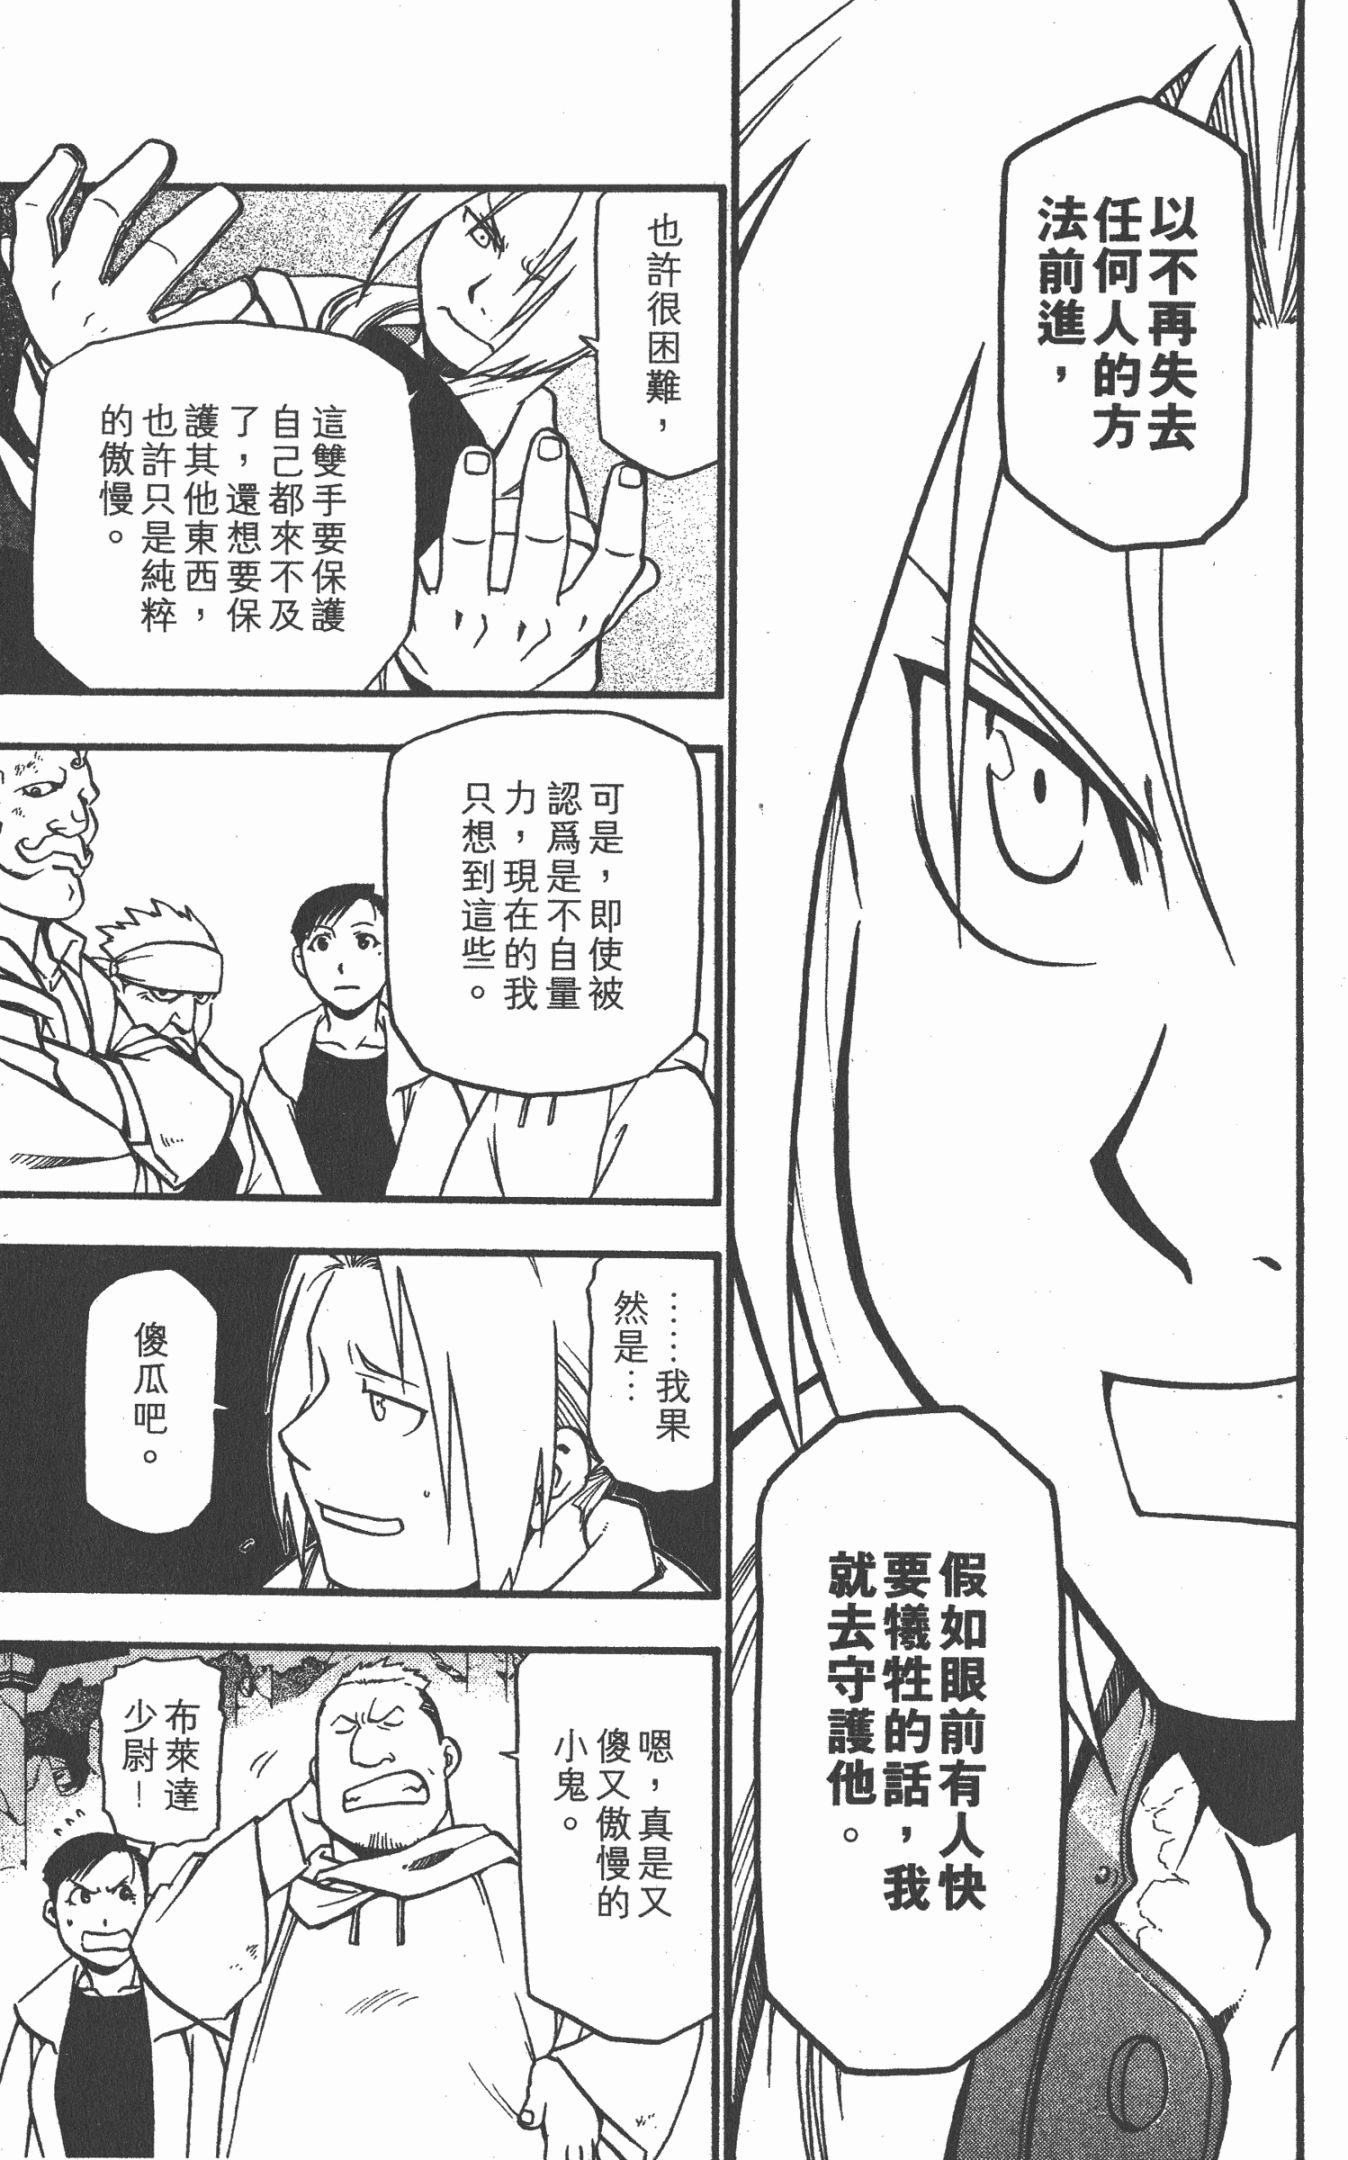 以不再失去
任何人的方
法前進，
假如眼前有人快
要犧牲的話，我
就去守護他。
也許很困難，
這雙手要保護
自己都來不及
了，還想要保
護其他東西，
也許只是純粹
的傲慢。
可是，即使被
認爲是不自量
力，現在的我
只想到這些。
……我果
然是…
傻瓜吧。
嗯，真是又
傻又傲慢的
小鬼。
布萊達
少尉！